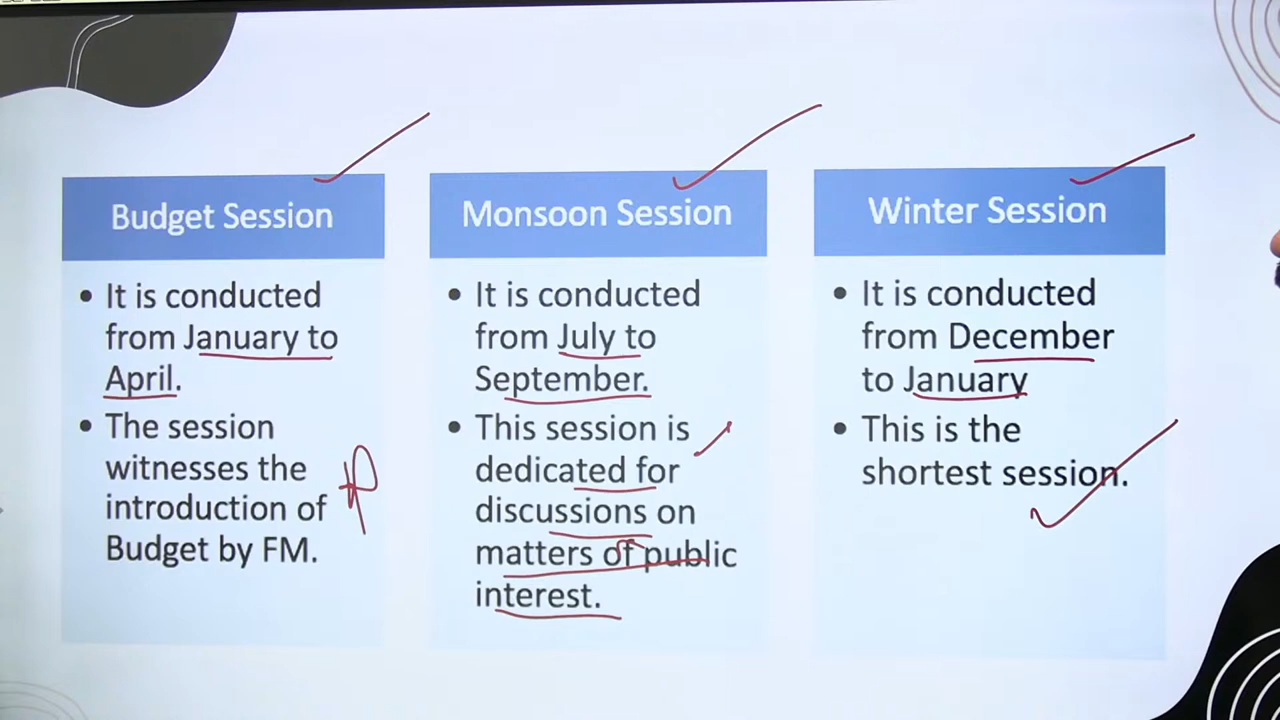 Budget Session
• It is conducted
from January to
April.
• The session
witnesses the
introduction of
Budget by FM.
Monsoon Session
• It is conducted
from July to
September.
• This session is
dedicated for
discussions on
matters of public
interest.
Winter Session
• It is conducted
from December
to January
• This is the
shortest session.